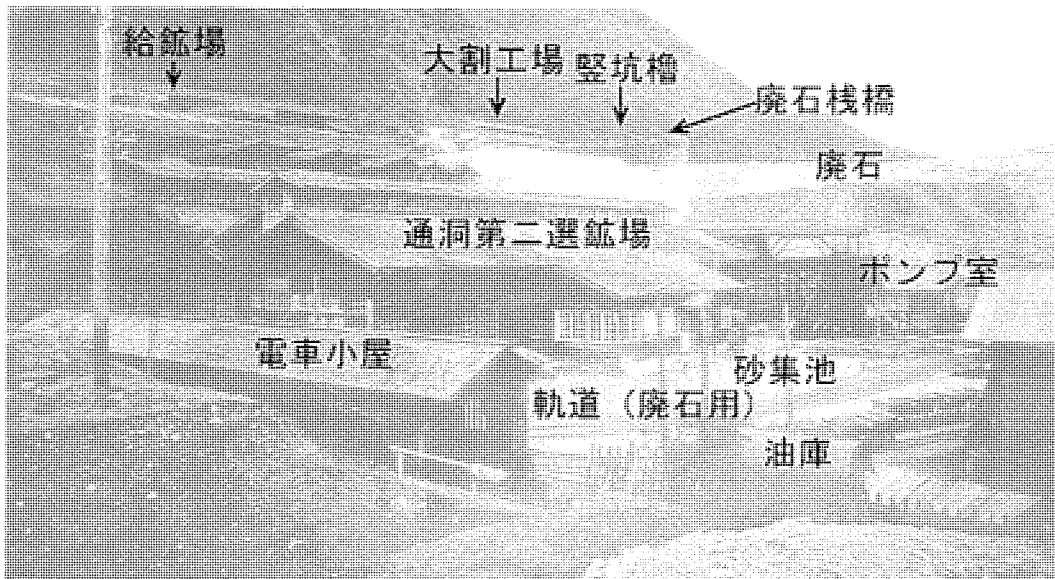 給鉱場
大割工場
竪坑櫓
廃石桟橋
廃石
通洞第二選鉱場
ポンプ室
電車小屋
砂集池
軌道（廃石用）
油庫